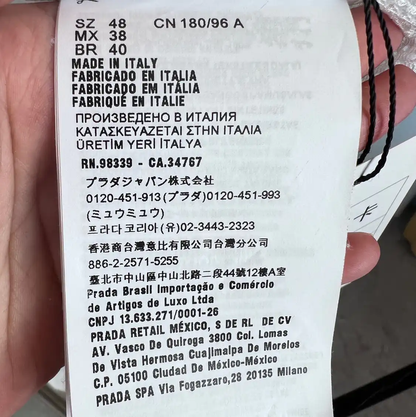 SZ 48 CN 180/96 A
MX 38
BR 40
MADE IN ITALY
FABRICADO EN ITALIA
FABRICADO EM ITÁLIA
FABRIQUÉ EN ITALIE
ПРОИЗВЕДЕНО В ИТАЛИЯ
ΚΑΤΑΣΚΕΥΑΖΕΤΑΙ ΣΤΗΝ ΙΤΑΛΙΑ
ÜRETİM YERİ İTALYA
RN.98339 - CA.34767
プラダジャパン株式会社
0120-451-913(プラダ)0120-451-993
(ミュウミュウ)
프라다코리아(유)02-3443-2323
香港商台灣意比有限公司台灣分公司
886-2-2571-5255
臺北市中山區中山北路二段44號12樓A室
Prada Brasil Importação e Comércio
de Artigos de Luxo Ltda
CNPJ 13.633.271/0001-26
PRADA RETAIL MÉXICO, S DE RL DE CV
AV. Vasco De Quiroga 3800 Col. Lomas
De Vista Hermosa Cuajimalpa De Morelos
C.P. 05100 Ciudad De México-México
PRADA SPA Via Fogazzaro,28 20135 Milano